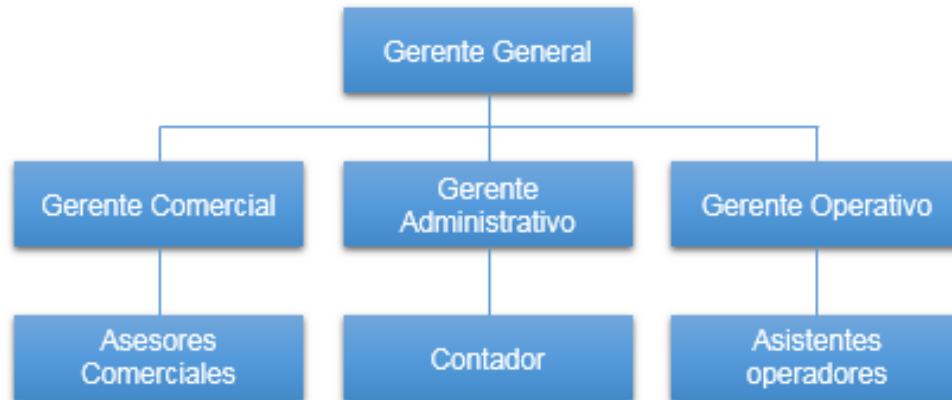 Gerente General
Gerente Comercial
Gerente
Administrativo
Gerente Operativo
Asesores
Comerciales
Contador
Asistentes
operadores